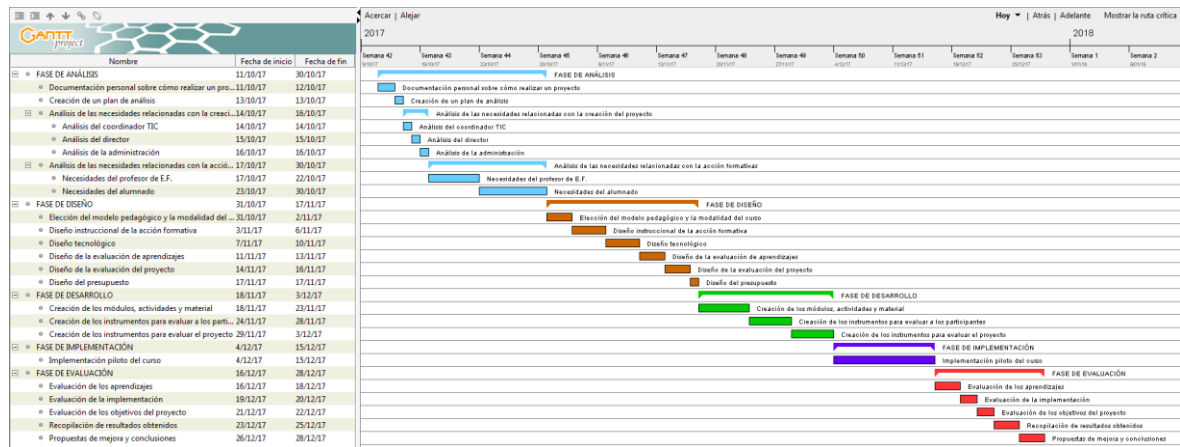 Acercar | Alejar
Hoy ▼ | Atrás | Adelante Mostrar la ruta crítica
GANTT
project
2017
2018
Nombre Fecha de inicio Fecha de fin
Semana 42 Semana 43 Semana 44 Semana 45 Semana 46 Semana 47 Semana 48 Semana 49 Semana 50 Semana 51 Semana 52 Semana 53 Semana 1 Semana 2
FASE DE ANÁLISIS 11/10/17 30/10/17 FASE DE ANÁLISIS
Documentación personal sobre cómo realizar un pro... 11/10/17 12/10/17 Documentación personal sobre cómo realizar un proyecto
Creación de un plan de análisis 13/10/17 13/10/17 Creación de un plan de análisis
Análisis de las necesidades relacionadas con la creaci... 14/10/17 16/10/17 Análisis de las necesidades relacionadas con la creación del proyecto
Análisis del coordinador TIC 14/10/17 14/10/17 Análisis del coordinador TIC
Análisis del director 15/10/17 15/10/17 Análisis del director
Análisis de la administración 16/10/17 16/10/17 Análisis de la administración
Análisis de las necesidades relacionadas con la acció... 17/10/17 30/10/17 Análisis de las necesidades relacionadas con la acción formativas
Necesidades del profesor de E.F. 17/10/17 22/10/17 Necesidades del profesor de E.F.
Necesidades del alumnado 23/10/17 30/10/17 Necesidades del alumnado
FASE DE DISEÑO 31/10/17 17/11/17 FASE DE DISEÑO
Elección del modelo pedagógico y la modalidad del ... 31/10/17 2/11/17 Elección del modelo pedagógico y la modalidad del curso
Diseño instruccional de la acción formativa 3/11/17 6/11/17 Diseño instruccional de la acción formativa
Diseño tecnológico 7/11/17 10/11/17 Diseño tecnológico
Diseño de la evaluación de aprendizajes 11/11/17 13/11/17 Diseño de la evaluación de aprendizajes
Diseño de la evaluación del proyecto 14/11/17 16/11/17 Diseño de la evaluación del proyecto
Diseño del presupuesto 17/11/17 17/11/17 Diseño del presupuesto
FASE DE DESARROLLO 18/11/17 3/12/17 FASE DE DESARROLLO
Creación de los módulos, actividades y material 18/11/17 23/11/17 Creación de los módulos, actividades y material
Creación de los instrumentos para evaluar a los parti... 24/11/17 28/11/17 Creación de los instrumentos para evaluar a los participantes
Creación de los instrumentos para evaluar el proyecto 29/11/17 3/12/17 Creación de los instrumentos para evaluar el proyecto
FASE DE IMPLEMENTACIÓN 4/12/17 15/12/17 FASE DE IMPLEMENTACIÓN
Implementación piloto del curso 4/12/17 15/12/17 Implementación piloto del curso
FASE DE EVALUACIÓN 16/12/17 28/12/17 FASE DE EVALUACIÓN
Evaluación de los aprendizajes 16/12/17 18/12/17 Evaluación de los aprendizajes
Evaluación de la implementación 19/12/17 20/12/17 Evaluación de la implementación
Evaluación de los objetivos del proyecto 21/12/17 22/12/17 Evaluación de los objetivos del proyecto
Recopilación de resultados obtenidos 23/12/17 25/12/17 Recopilación de resultados obtenidos
Propuestas de mejora y conclusiones 26/12/17 28/12/17 Propuestas de mejora y conclusiones